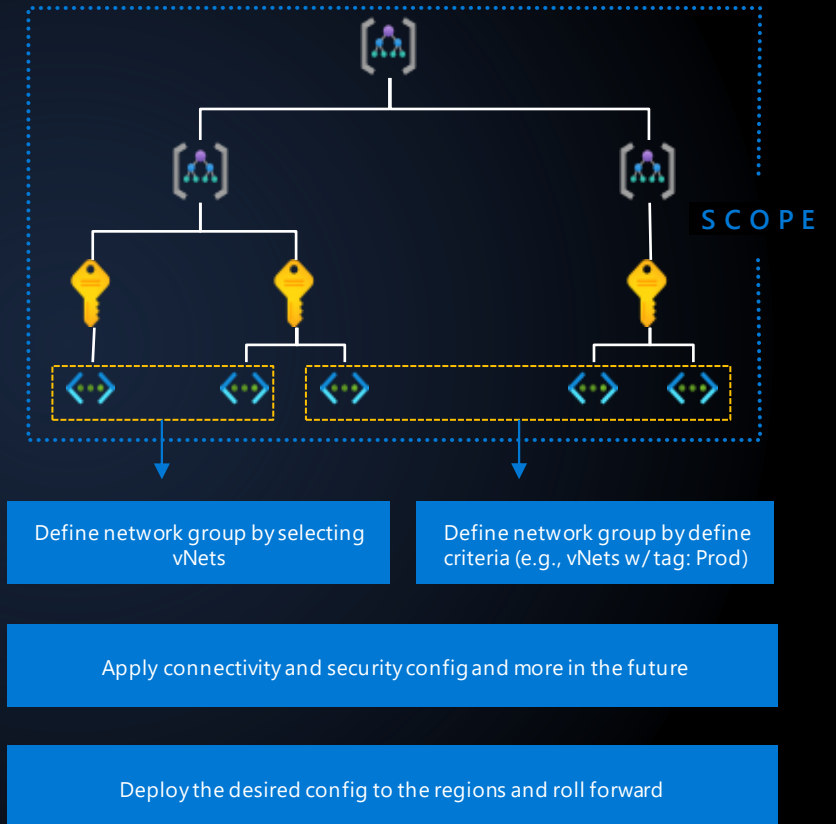 SCOPE
Define network group by selecting
vNets
Define network group by define
criteria (e.g., vNets w/ tag: Prod)
Apply connectivity and security config and more in the future
Deploy the desired config to the regions and roll forward